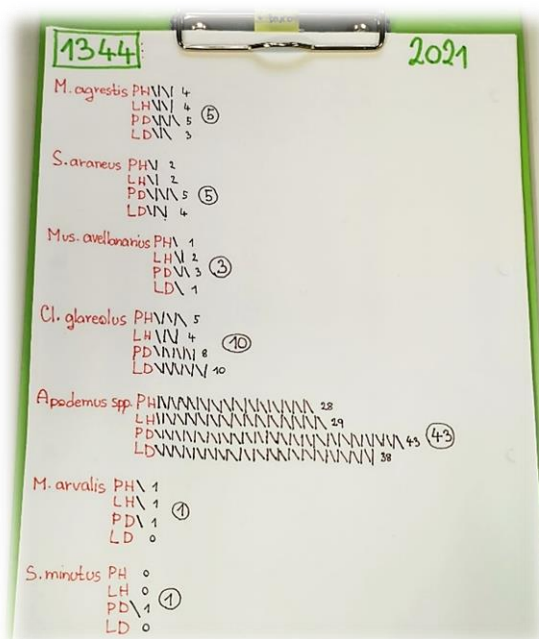 1344 2021
M. agrestis PH 4
LH 4
PD 5 5
LD 3
S. araneus PH 2
LH 2
PD 5 5
LD 4
Mus. avellanarius PH 1
LH 2
PD 3 3
LD 1
Cl. glareolus PH 5
LH 4
PD 8 10
LD 10
Apodemus spp. PH 28
LH 29
PD 43 43
LD 38
M. arvalis PH 1
LH 1
PD 1 1
LD 0
S. minutus PH 0
LH 0
PD 1 1
LD 0